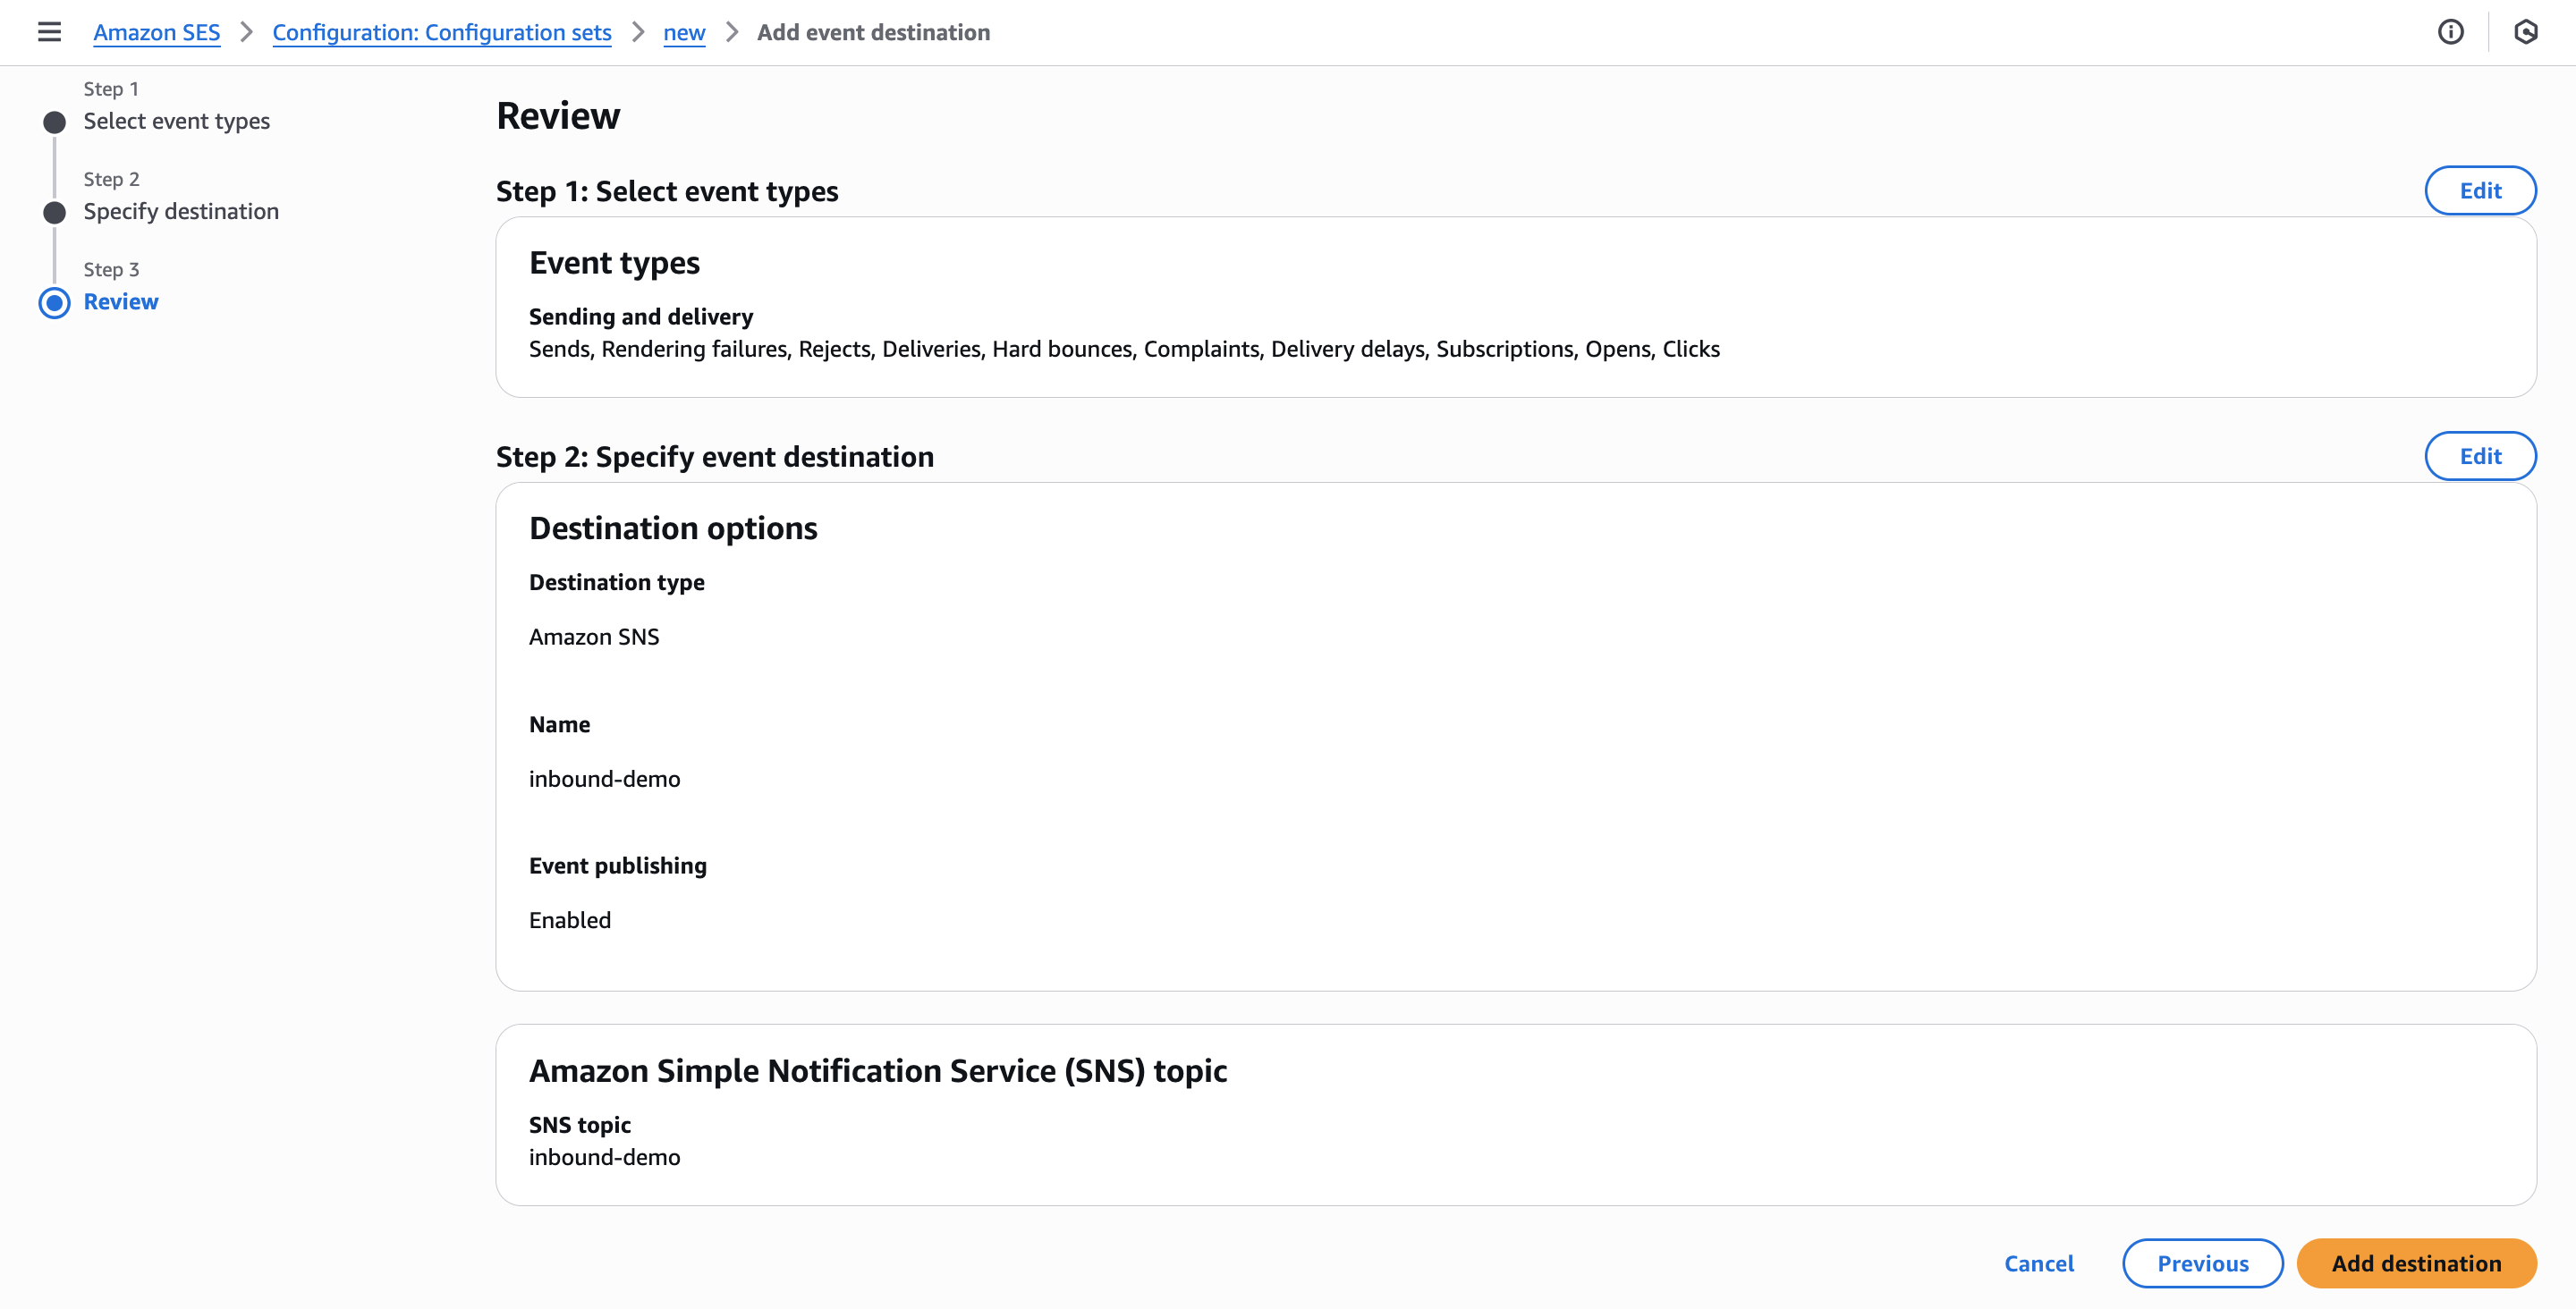 Amazon SES > Configuration: Configuration sets > new > Add event destination
Step 1
Select event types
Step 2
Specify destination
Step 3
Review
Review
Step 1: Select event types
Edit
Event types
Sending and delivery
Sends, Rendering failures, Rejects, Deliveries, Hard bounces, Complaints, Delivery delays, Subscriptions, Opens, Clicks
Step 2: Specify event destination
Edit
Destination options
Destination type
Amazon SNS
Name
inbound-demo
Event publishing
Enabled
Amazon Simple Notification Service (SNS) topic
SNS topic
inbound-demo
Cancel
Previous
Add destination